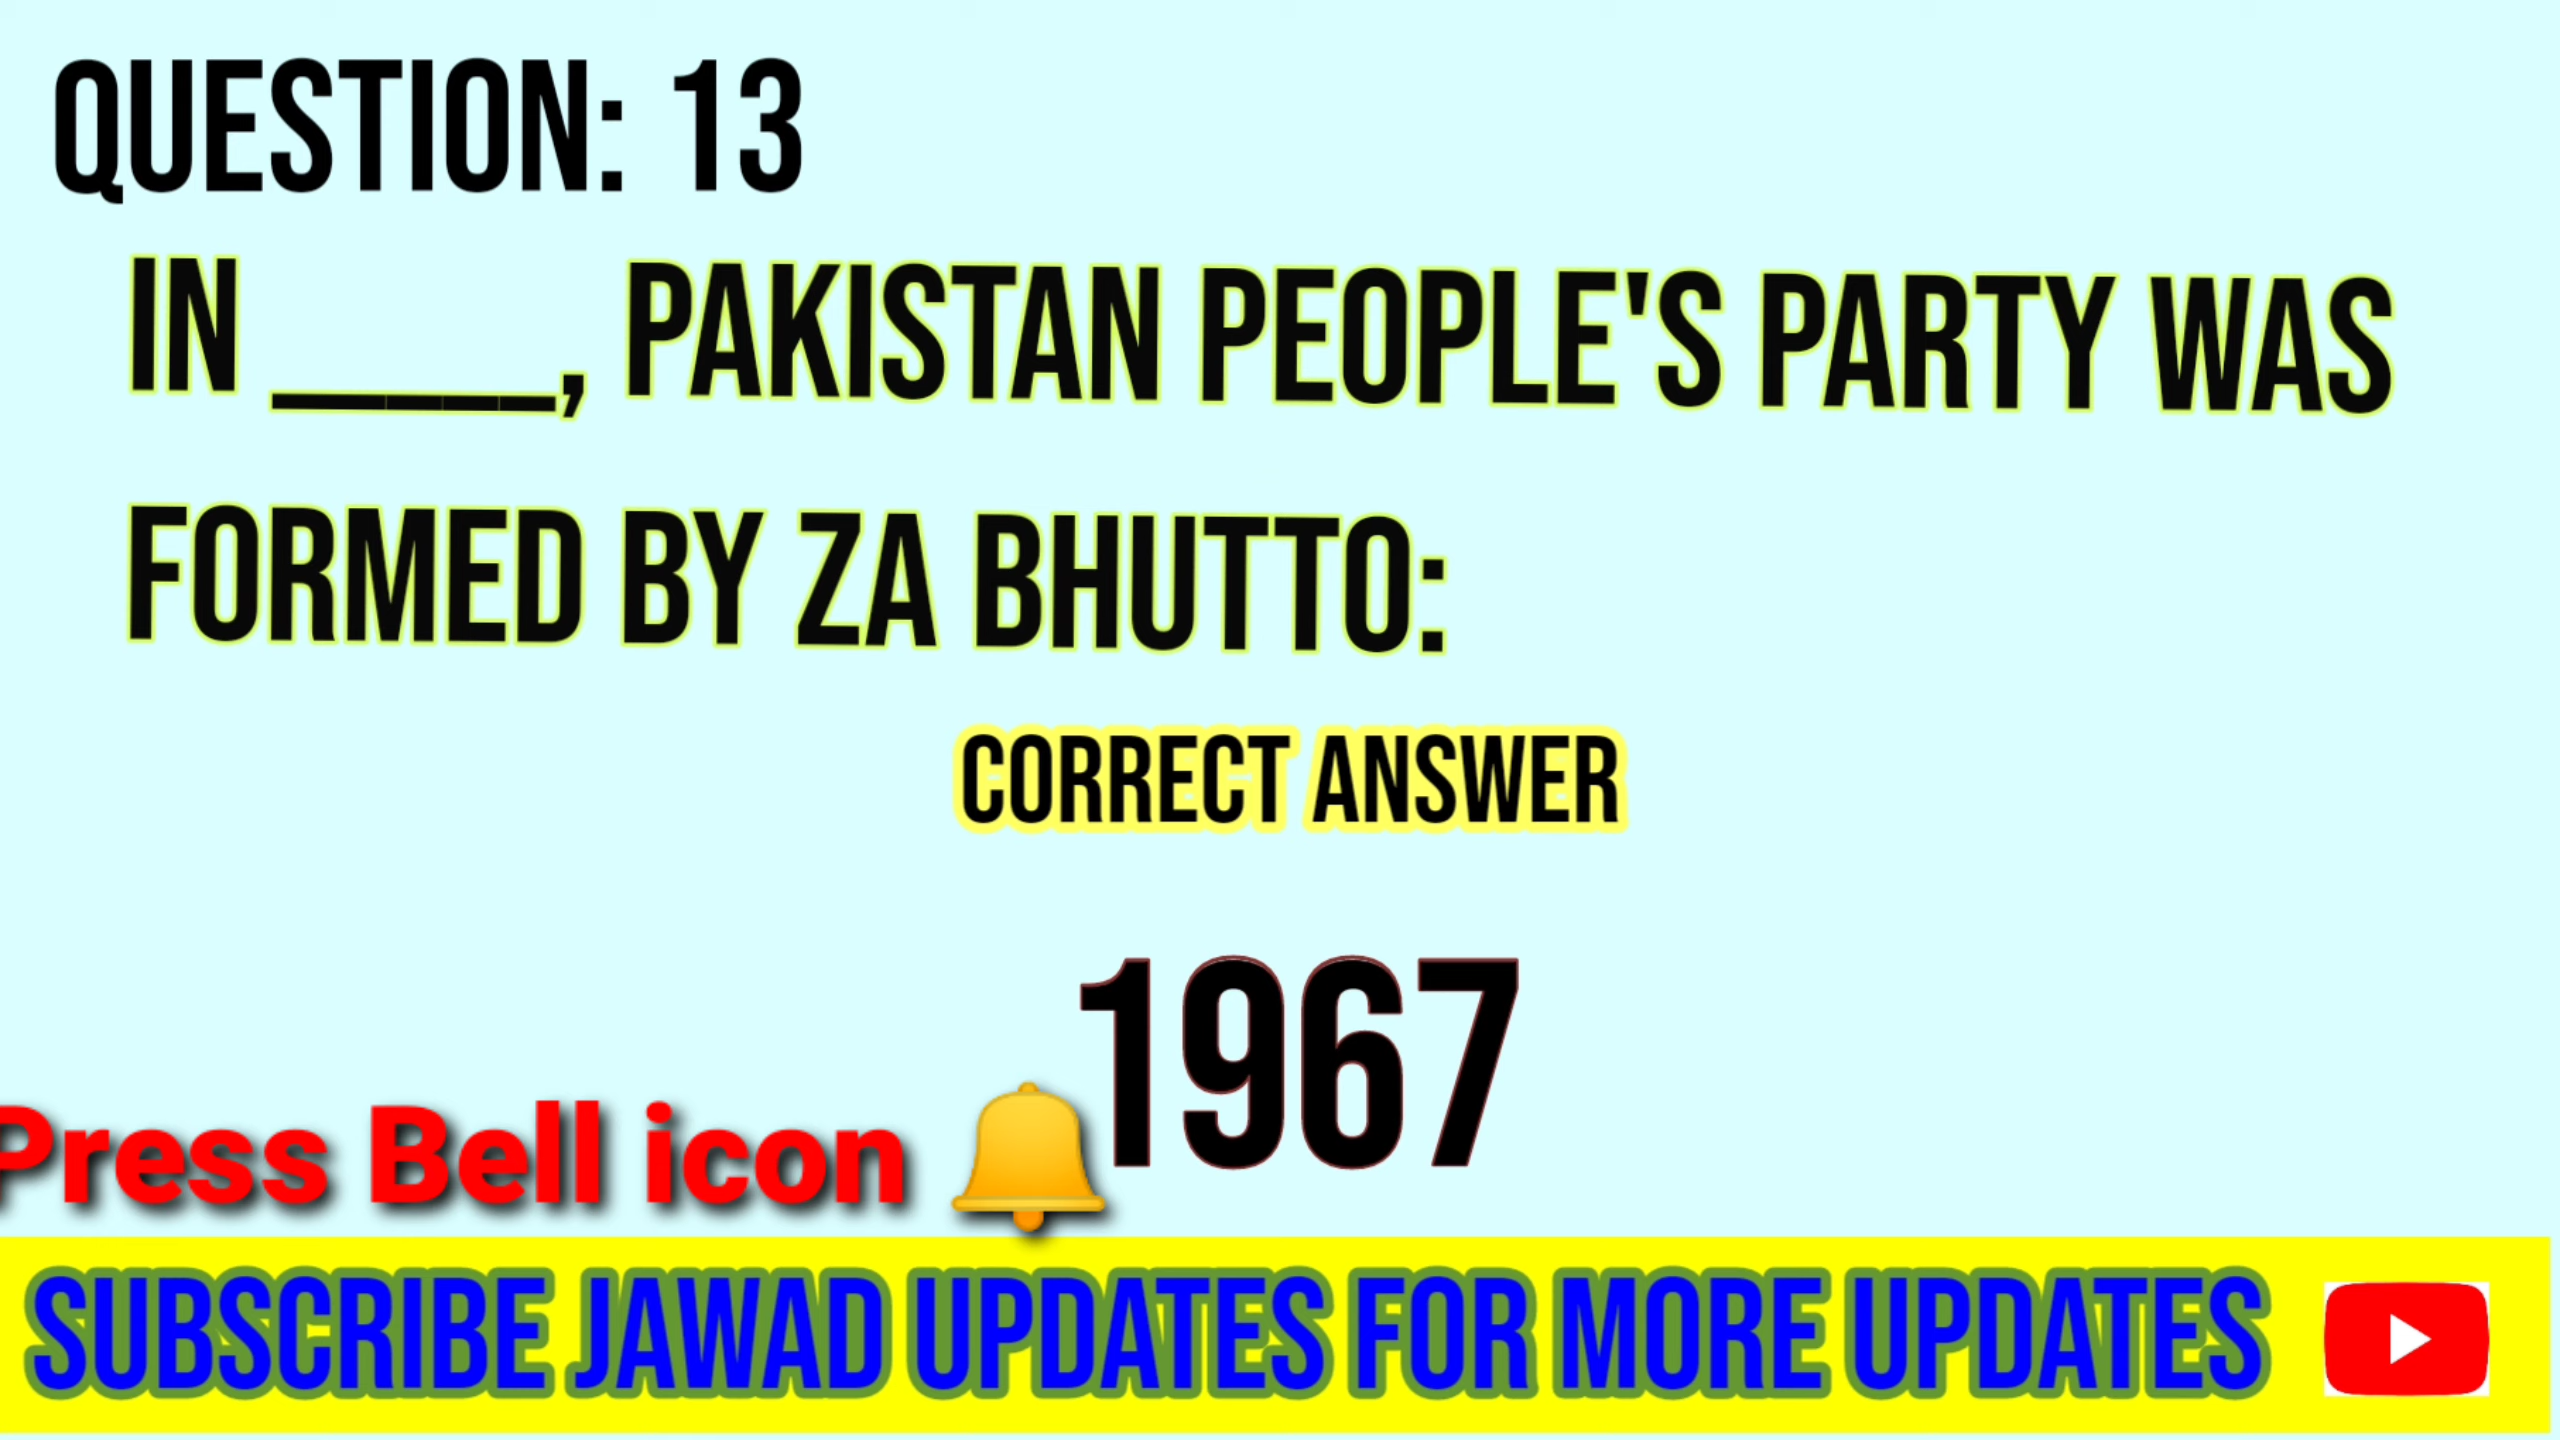 QUESTION: 13
IN _____, PAKISTAN PEOPLE'S PARTY WAS
FORMED BY ZA BHUTTO:
CORRECT ANSWER
1967
Press Bell icon
SUBSCRIBE JAWAD UPDATES FOR MORE UPDATES